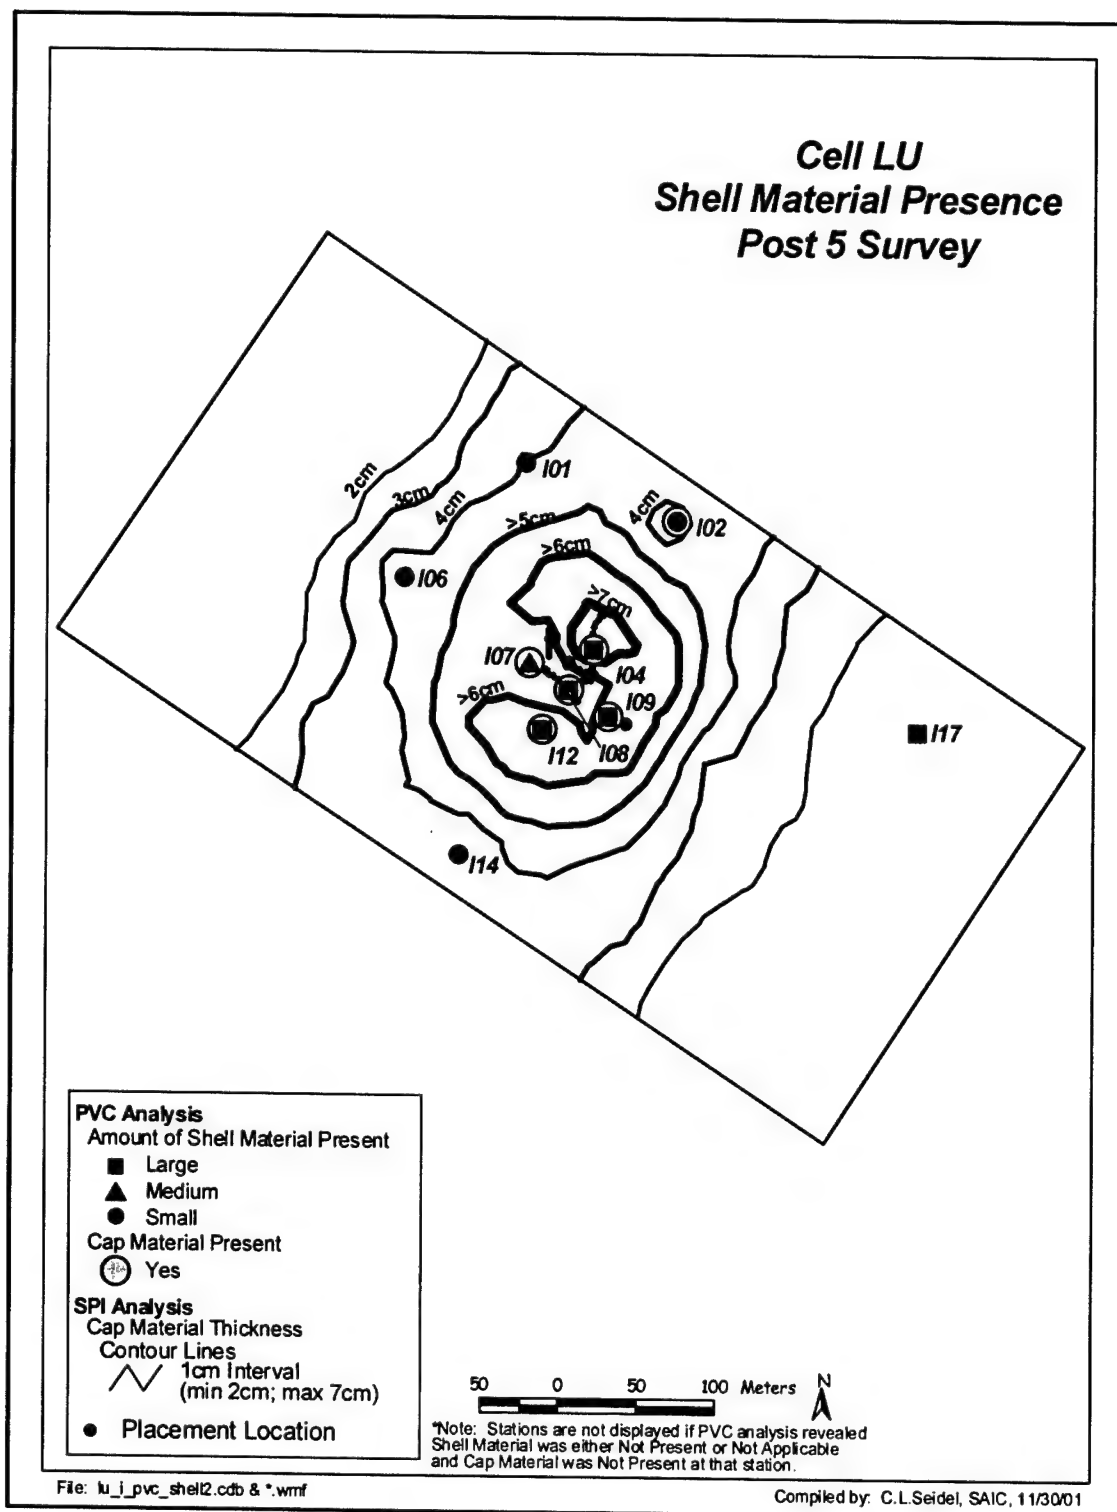 Cell LU
Shell Material Presence
Post 5 Survey
2cm
3cm
4cm
I01
>5cm
4cm
I02
>6cm
I06
>7cm
I07
I04
>6cm
I09
I12
I08
I17
I14
PVC Analysis
Amount of Shell Material Present
Large
Medium
Small
Cap Material Present
Yes
SPI Analysis
Cap Material Thickness
Contour Lines
1cm Interval
(min 2cm; max 7cm)
Placement Location
50 0 50 100 Meters N
*Note: Stations are not displayed if PVC analysis revealed
Shell Material was either Not Present or Not Applicable
and Cap Material was Not Present at that station.
File: lu_i_pvc_shell2.cdb & *.wmf
Compiled by: C.L.Seidel, SAIC, 11/30/01